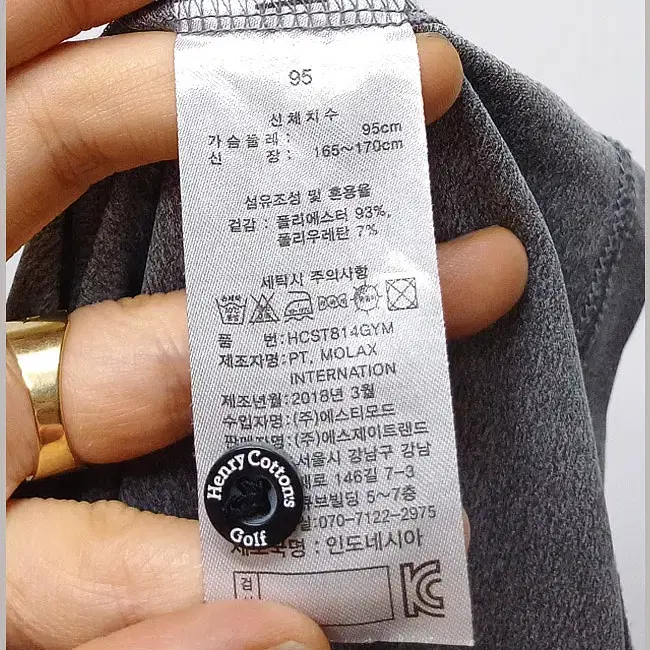 95
신체치수
가슴둘레 : 95cm
신 장 : 165~170cm
섬유조성 및 혼용율
겉감 : 폴리에스터 93%,
폴리우레탄 7%
세탁시 주의사항
품 번:HCST814GYM
제조자명:PT. MOLAX
INTERNATION
제조년월:2018년 3월
수입자명:(주)에스티모드
판매자명:(주)에스제이트렌드
서울시 강남구 강남
대로 146길 7-3
빌딩 5~7층
:070-7122-2975
제조국명 : 인도네시아
Henry Cottons
Golf
검
KC